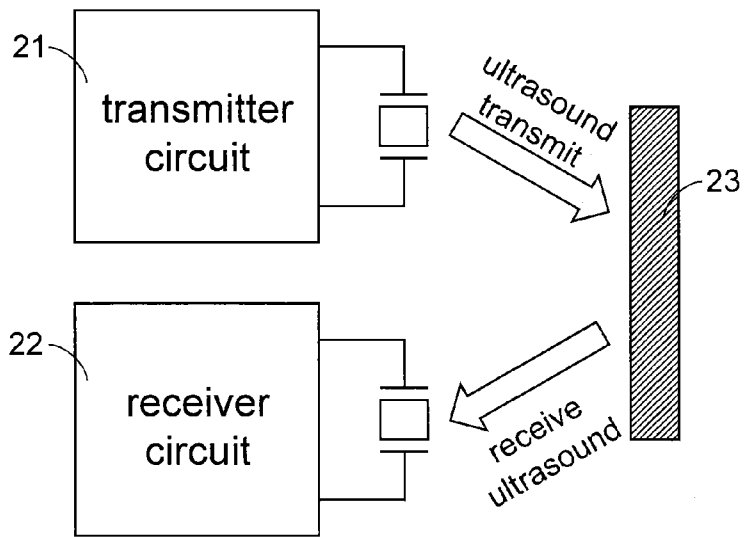 21
transmitter
circuit
ultrasound
transmit
23
22
receiver
circuit
receive
ultrasound